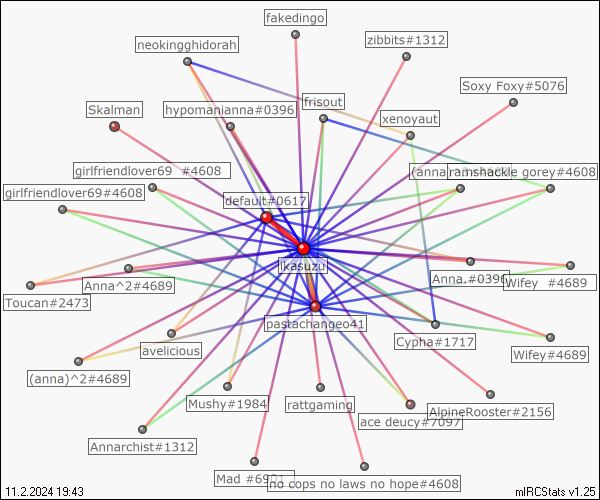 fakedingo
neokingghidorah
zibbits#1312
Soxy Foxy#5076
Skalman
hypomanianna#0396
frisout
xenoyaut
girlfriendlover69 #4608
(anna)
ramshackle gorey#4608
girlfriendlover69#4608
default#0617
ikasuzu
Anna^2#4689
Anna.#0396
Wifey #4689
Toucan#2473
pastachangeo41
Cypha#1717
avelicious
Wifey#4689
(anna)^2#4689
Mushy#1984
rattgaming
ace deucy#7097
AlpineRooster#2156
Annarchist#1312
Mad #6901
no cops no laws no hope#4608
11.2.2024 19:43
mIRCStats v1.25